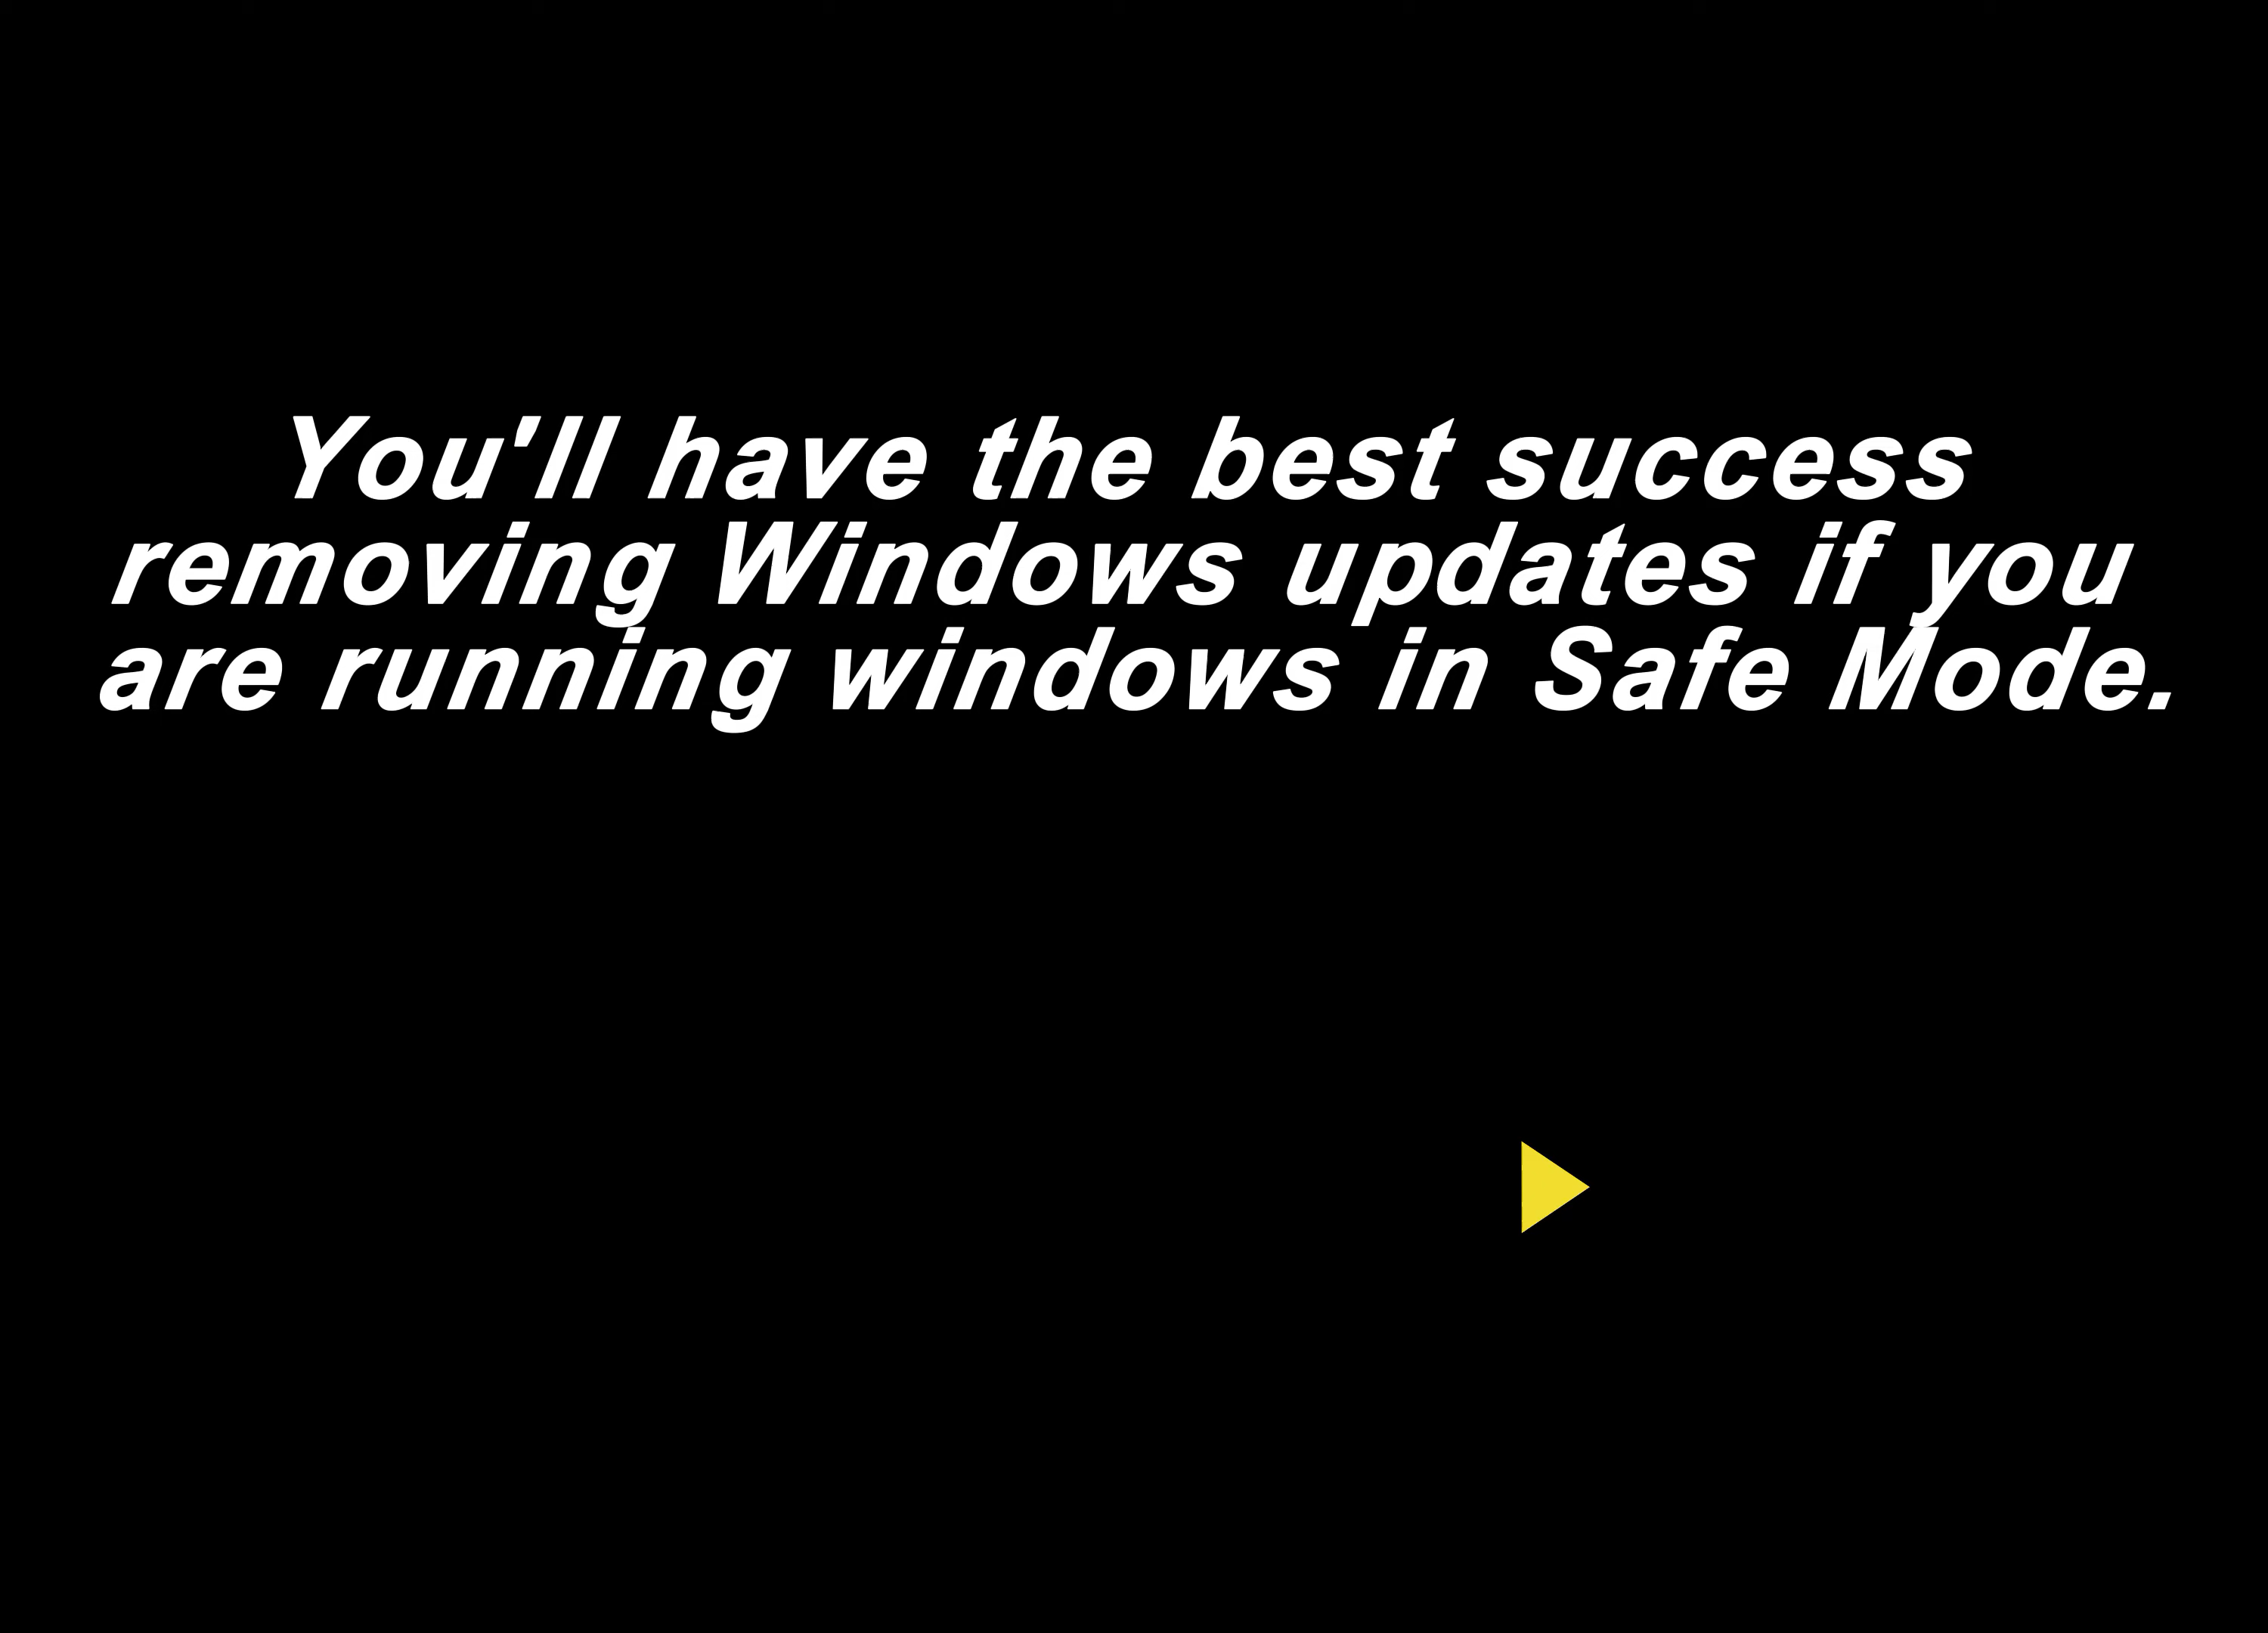 You'll have the best success
removing Windows updates if you
are running windows in Safe Mode.